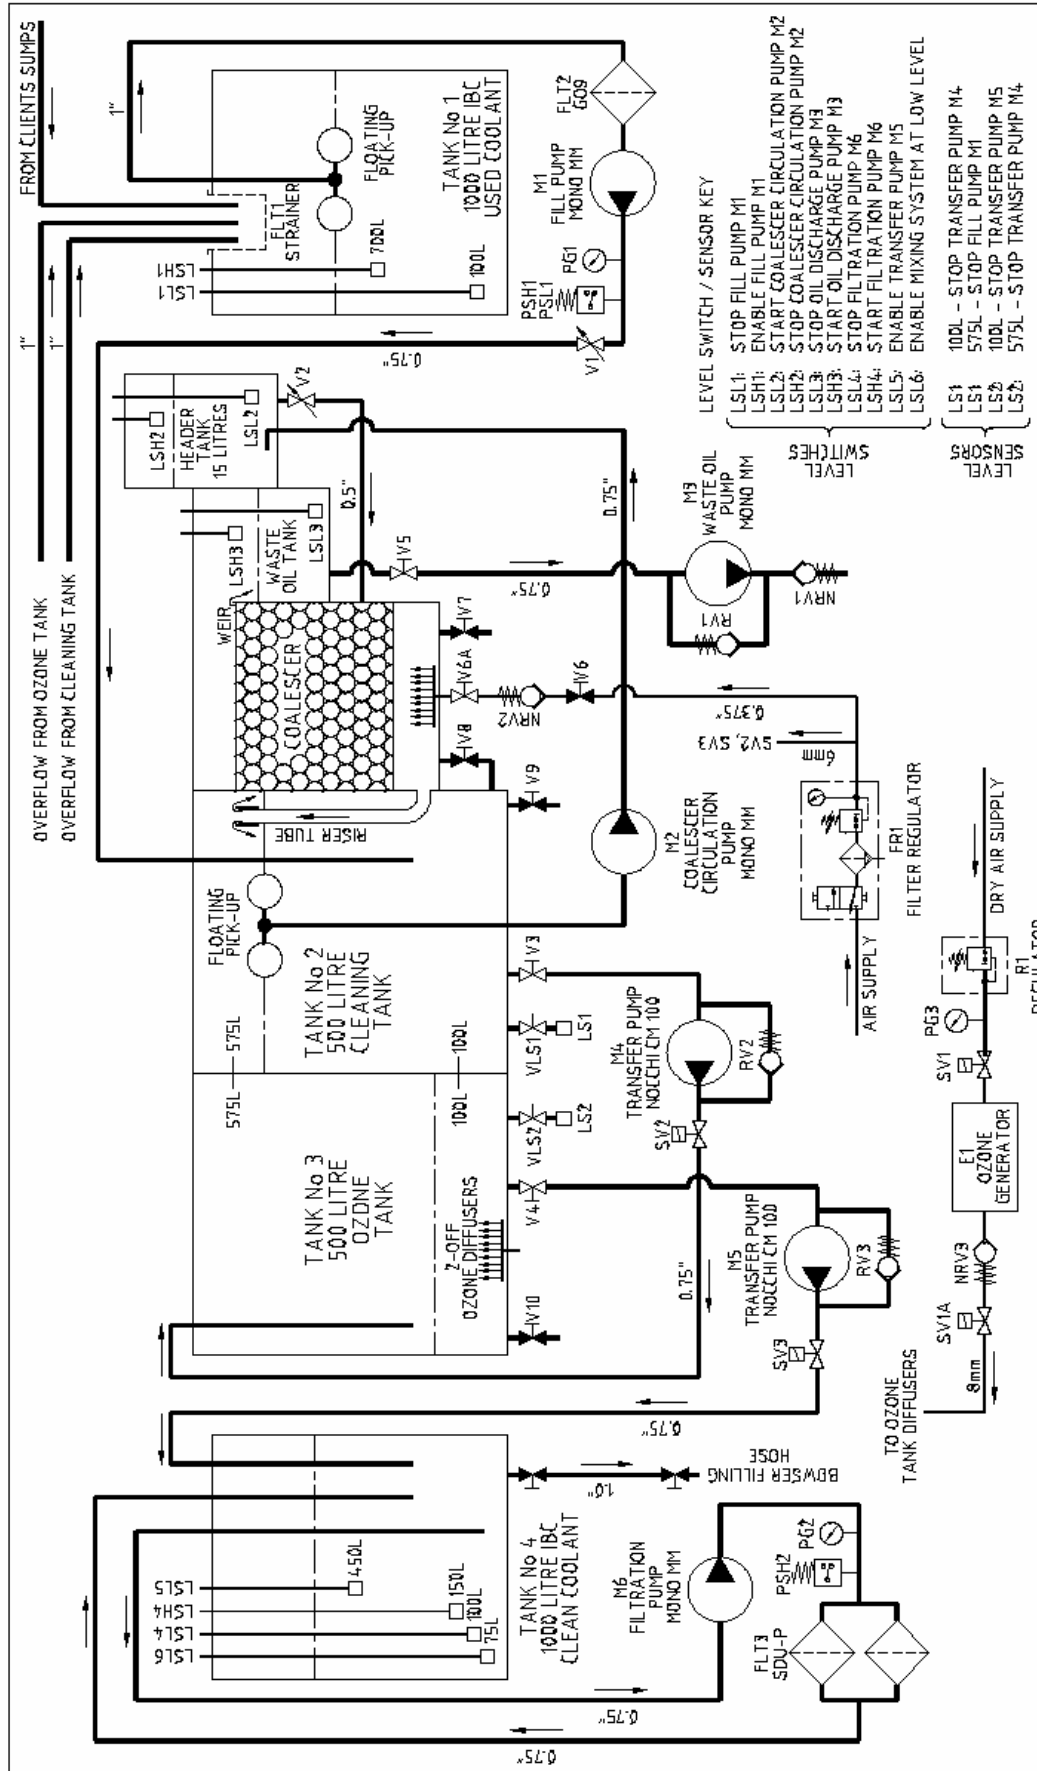 FROM CLIENTS SUMPS
1"
1"
1"
OVERFLOW FROM OZONE TANK
OVERFLOW FROM CLEANING TANK
FLT1
STRAINER
FLOATING
PICK-UP
LSH1
LSL1
700L
100L
TANK No 1
1000 LITRE IBC
USED COOLANT
FLT2
G09
M1
FILL PUMP
MONO MM
PG1
PSH1
PSL1
V1
0.75"
LSH2
HEADER
TANK
15 LITRES
LSL2
V2
0.5"
LSH3
LSL3
WASTE
OIL TANK
WEIR
COALESCER
RISER TUBE
V5
V7
V6A
V8
V9
NRV2
V6
0.75"
0.75"
0.375"
M3
WASTE OIL
PUMP
MONO MM
RV1
NRV1
M2
COALESCER
CIRCULATION
PUMP
MONO MM
SV2, SV3
6mm
FR1
FILTER REGULATOR
AIR SUPPLY
FLOATING
PICK-UP
TANK No 2
500 LITRE
CLEANING
TANK
575L
575L
100L
100L
V3
VLS1
LS1
VLS2
LS2
TANK No 3
500 LITRE
OZONE
TANK
2-OFF
OZONE DIFFUSERS
V4
V10
M4
TRANSFER PUMP
NOCCHI CM 100
RV2
SV2
0.75"
M5
TRANSFER PUMP
NOCCHI CM 100
RV3
SV3
0.75"
DRY AIR SUPPLY
R1
PG3
SV1
E1
OZONE
GENERATOR
NRV3
SV1A
8mm
TO OZONE
TANK DIFFUSERS
LSL5
LSH4
LSL4
LSL6
450L
150L
100L
75L
TANK No 4
1000 LITRE IBC
CLEAN COOLANT
1.0"
BOWSER FILLING
HOSE
M6
FILTRATION
PUMP
MONO MM
PG2
PSH2
FLT3
SDU-P
0.75"
0.75"
LEVEL SWITCH / SENSOR KEY
LEVEL
SWITCHES
LSL1: STOP FILL PUMP M1
LSH1: ENABLE FILL PUMP M1
LSL2: START COALESCER CIRCULATION PUMP M2
LSH2: STOP COALESCER CIRCULATION PUMP M2
LSL3: STOP OIL DISCHARGE PUMP M3
LSH3: START OIL DISCHARGE PUMP M3
LSL4: STOP FILTRATION PUMP M6
LSH4: START FILTRATION PUMP M6
LSL5: ENABLE TRANSFER PUMP M5
LSL6: ENABLE MIXING SYSTEM AT LOW LEVEL
LEVEL
SENSORS
LS1: 100L - STOP TRANSFER PUMP M4
LS1: 575L - STOP FILL PUMP M1
LS2: 100L - STOP TRANSFER PUMP M5
LS2: 575L - STOP TRANSFER PUMP M4